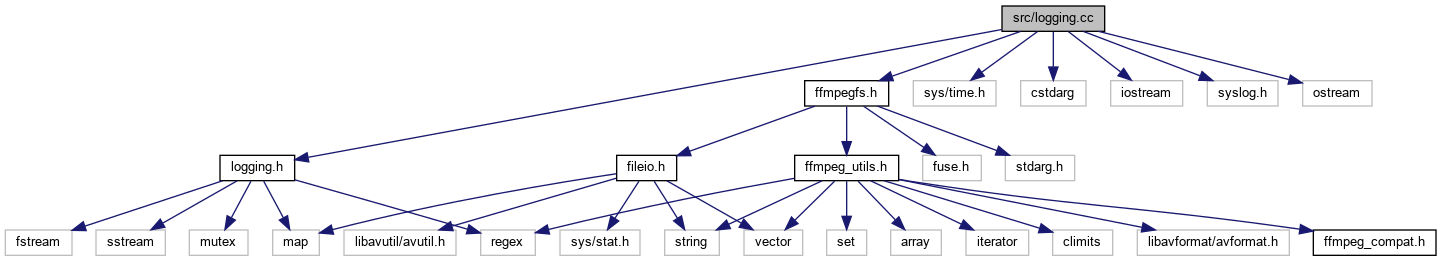 src/logging.cc
ffmpegfs.h
sys/time.h
cstdarg
iostream
syslog.h
ostream
logging.h
fileio.h
ffmpeg_utils.h
fuse.h
stdarg.h
fstream
sstream
mutex
map
libavutil/avutil.h
regex
sys/stat.h
string
vector
set
array
iterator
climits
libavformat/avformat.h
ffmpeg_compat.h